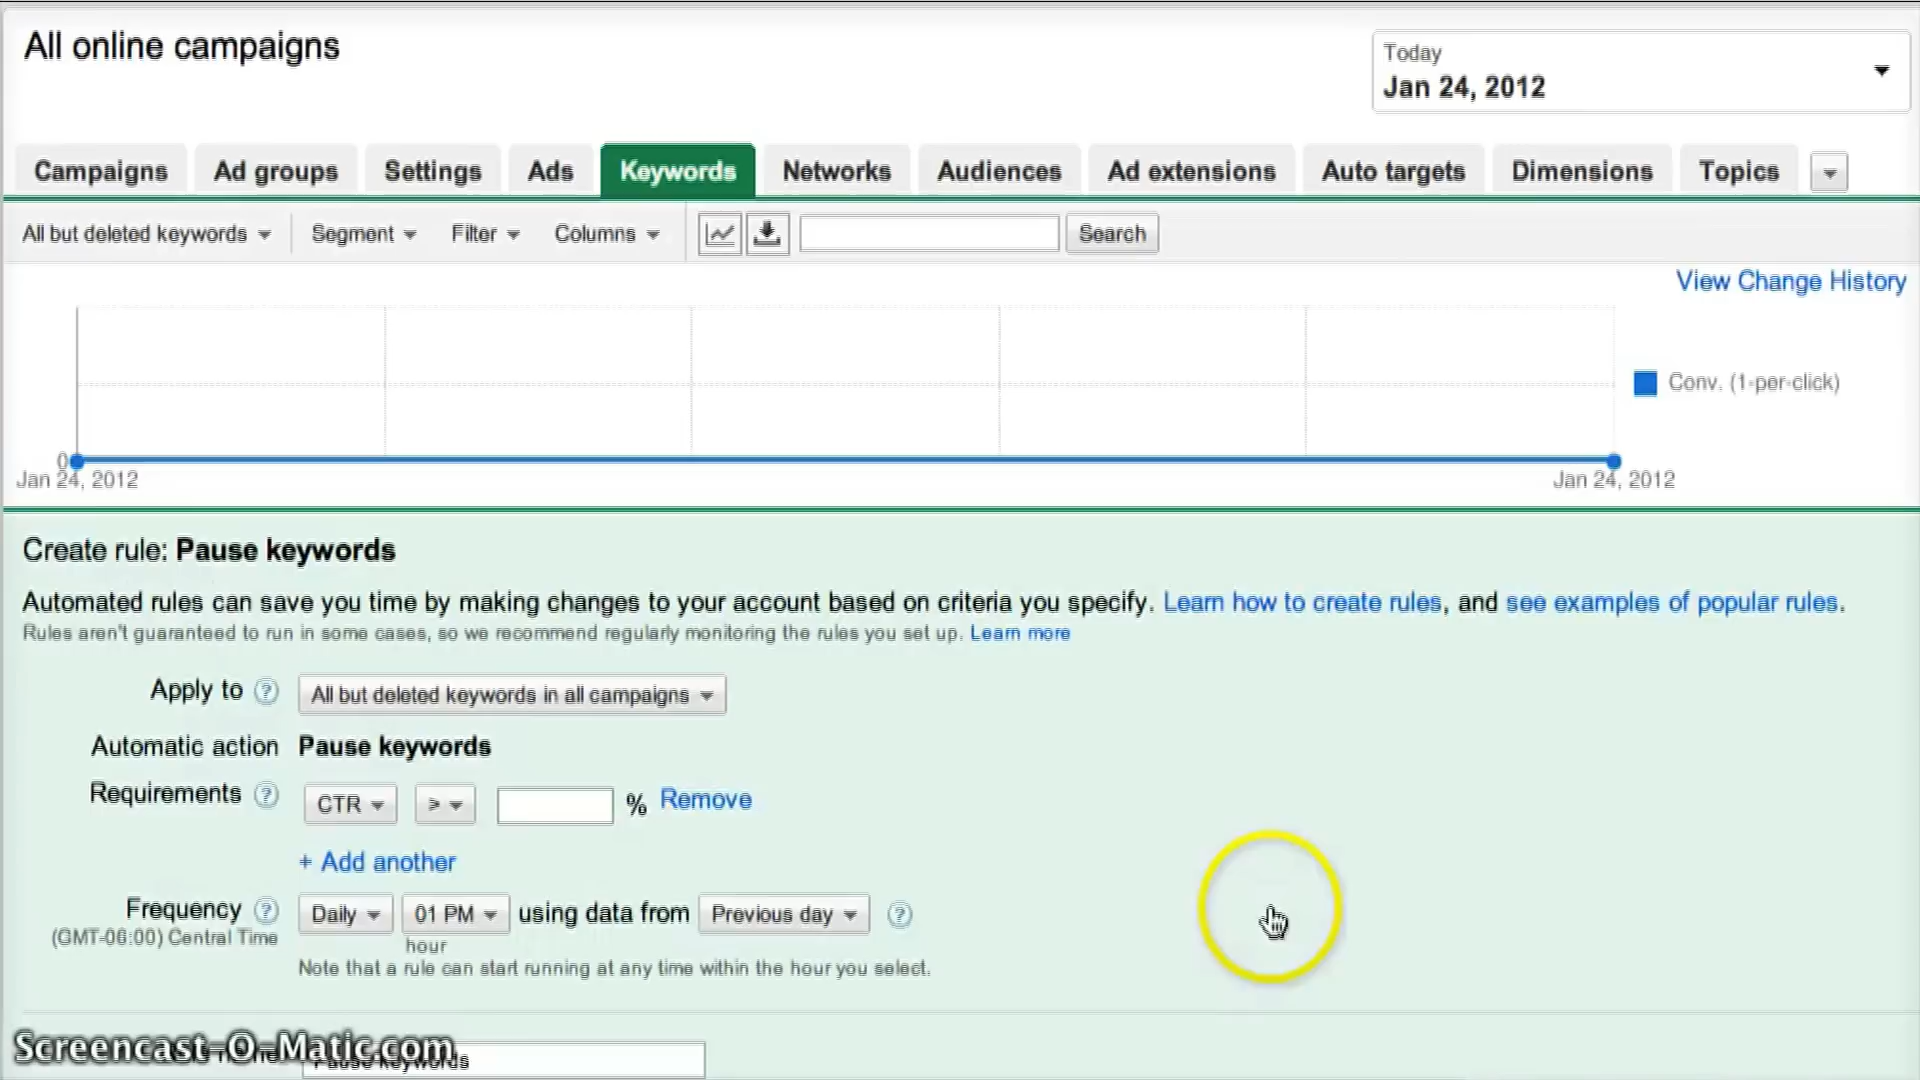 All online campaigns
Today
Jan 24, 2012
Campaigns Ad groups Settings Ads Keywords Networks Audiences Ad extensions Auto targets Dimensions Topics
All but deleted keywords Segment Filter Columns Search
View Change History
Conv. (1-per-click)
0
Jan 24, 2012 Jan 24, 2012
Create rule: Pause keywords
Automated rules can save you time by making changes to your account based on criteria you specify. Learn how to create rules, and see examples of popular rules.
Rules aren't guaranteed to run in some cases, so we recommend regularly monitoring the rules you set up. Learn more
Apply to ? All but deleted keywords in all campaigns
Automatic action Pause keywords
Requirements ? CTR > % Remove
+ Add another
Frequency ? Daily 01 PM using data from Previous day ?
(GMT-06:00) Central Time hour
Note that a rule can start running at any time within the hour you select.
Screencast-O-Matic.com
Pause keywords